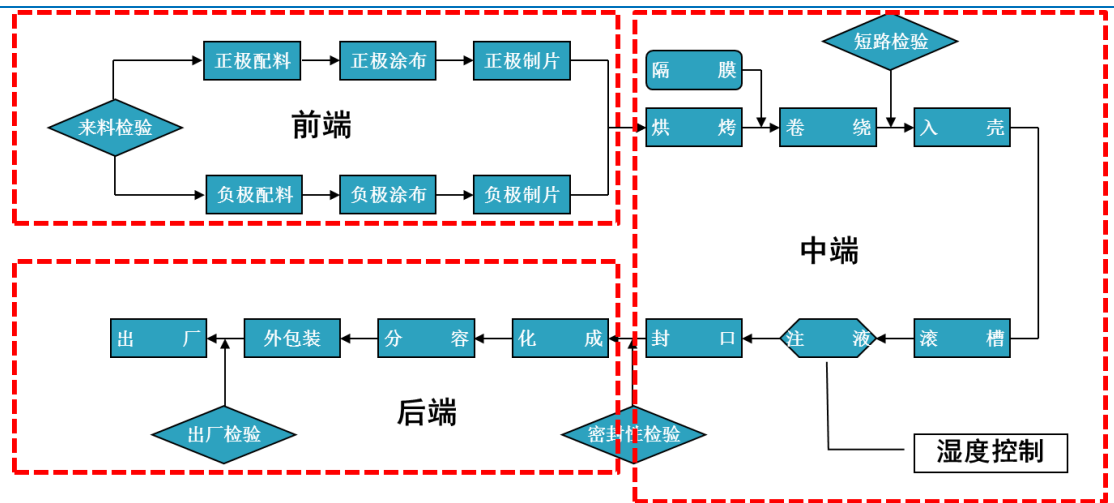 正极配料
正极涂布
正极制片
来料检验
前端
负极配料
负极涂布
负极制片
短路检验
隔 膜
烘 烤
卷 绕
入 壳
中端
出 厂
外包装
分 容
化 成
封 口
注 液
滚 槽
后端
出厂检验
密封性检验
湿度控制